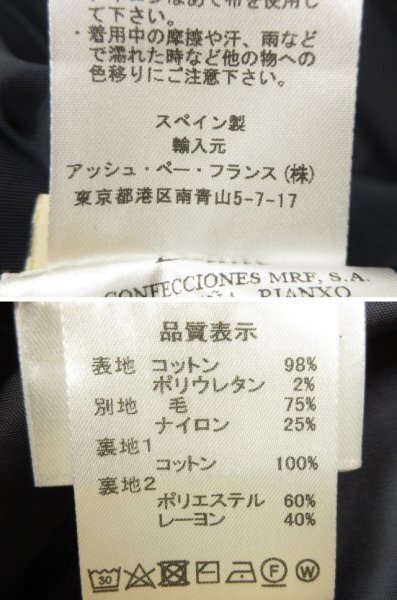 て下さい。
・着用中の摩擦や汗、雨など
で濡れた時など他の物への
色移りにご注意下さい。
スペイン製
輸入元
アッシュ・ペー・フランス(株)
東京都港区南青山5-7-17
CONFECCIONES MRF, S.A.
RIANXO
品質表示
表地 コットン 98%
ポリウレタン 2%
別地 毛 75%
ナイロン 25%
裏地1
コットン 100%
裏地2
ポリエステル 60%
レーヨン 40%
30
F W